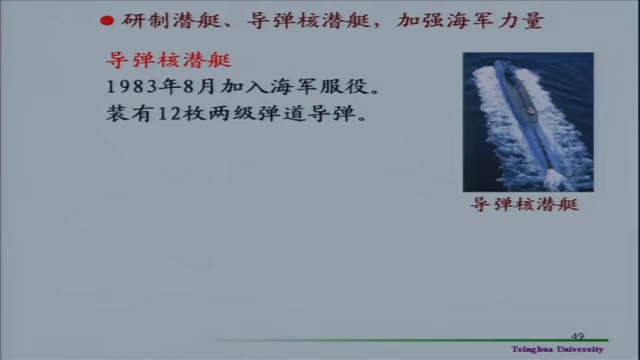 研制潜艇、导弹核潜艇，加强海军力量
导弹核潜艇
1983年8月加入海军服役。
装有12枚两级弹道导弹。
导弹核潜艇
49
Tsinghua University